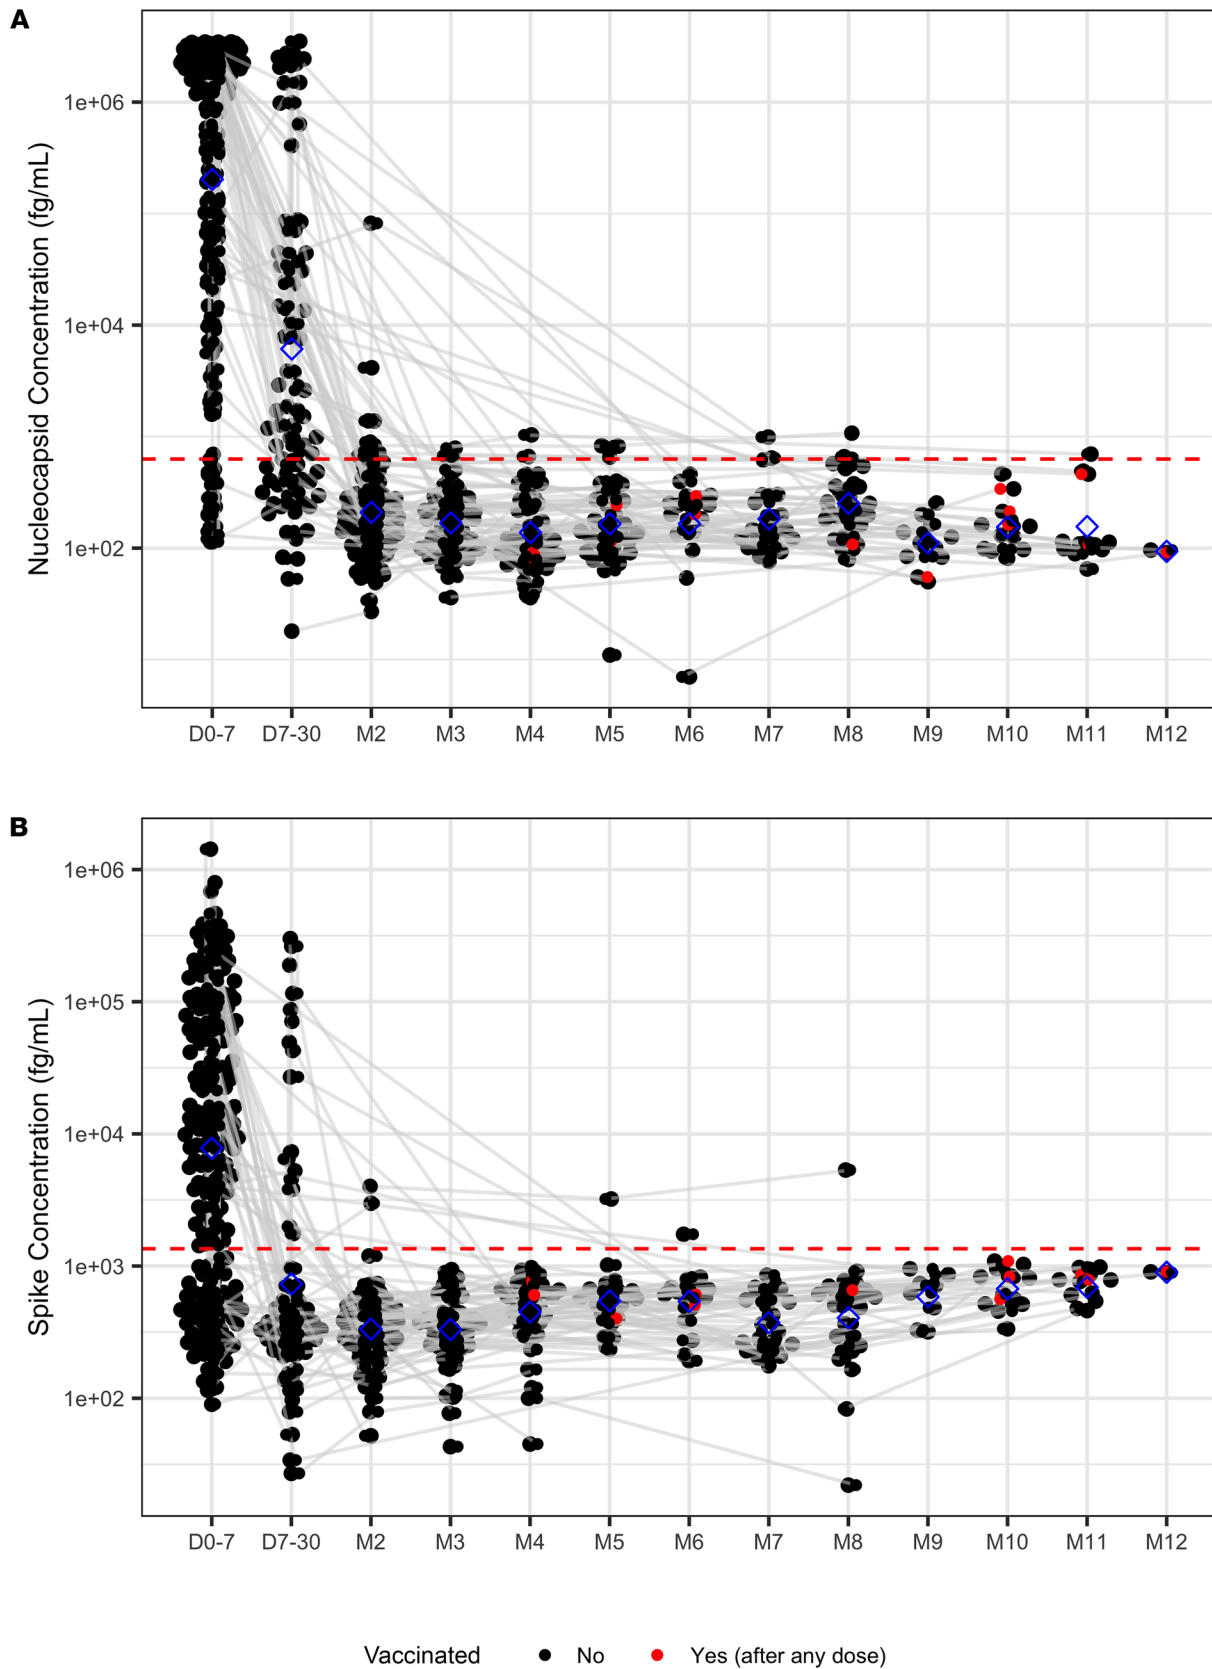 A
Nucleocapsid Concentration (fg/mL)
1e+06
1e+04
1e+02
D0-7 D7-30 M2 M3 M4 M5 M6 M7 M8 M9 M10 M11 M12
B
Spike Concentration (fg/mL)
1e+06
1e+05
1e+04
1e+03
1e+02
D0-7 D7-30 M2 M3 M4 M5 M6 M7 M8 M9 M10 M11 M12
Vaccinated No Yes (after any dose)